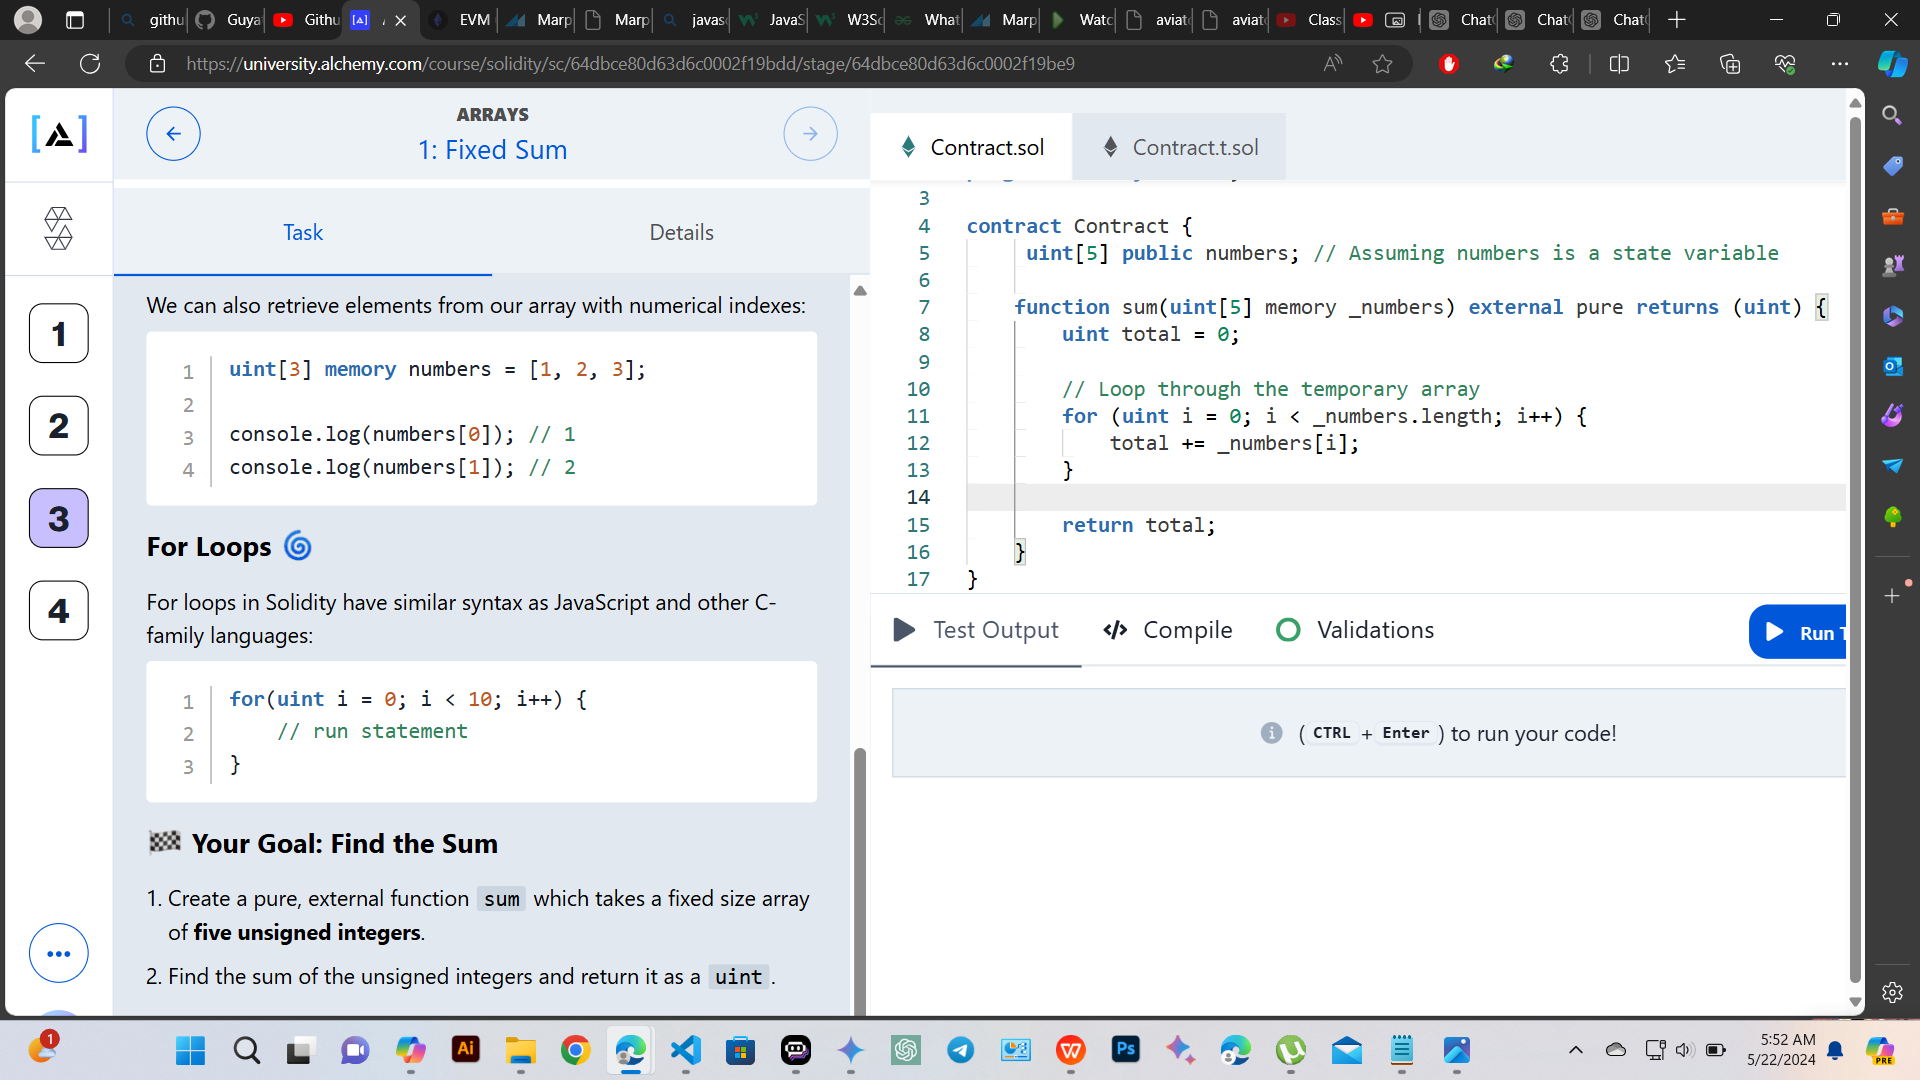 githu
Guya
Githu
EVM
Marp
Marp
javas
JavaS
W3Sc
What
Marp
Watc
aviat
aviat
Class
Chat
Chat
Chat
https://university.alchemy.com/course/solidity/sc/64dbce80d63d6c0002f19bdd/stage/64dbce80d63d6c0002f19be9
ARRAYS
1: Fixed Sum
Task
Details
1
2
3
4
We can also retrieve elements from our array with numerical indexes:
1 uint[3] memory numbers = [1, 2, 3];
2
3 console.log(numbers[0]); // 1
4 console.log(numbers[1]); // 2
For Loops
For loops in Solidity have similar syntax as JavaScript and other C-
family languages:
1 for(uint i = 0; i < 10; i++) {
2 // run statement
3 }
Your Goal: Find the Sum
1. Create a pure, external function sum which takes a fixed size array
of five unsigned integers.
2. Find the sum of the unsigned integers and return it as a uint.
Contract.sol
Contract.t.sol
3
4 contract Contract {
5 uint[5] public numbers; // Assuming numbers is a state variable
6
7 function sum(uint[5] memory _numbers) external pure returns (uint) {
8 uint total = 0;
9
10 // Loop through the temporary array
11 for (uint i = 0; i < _numbers.length; i++) {
12 total += _numbers[i];
13 }
14
15 return total;
16 }
17 }
Test Output
Compile
Validations
Run T
( CTRL + Enter ) to run your code!
1
Ai
Ps
PRE
5:52 AM
5/22/2024